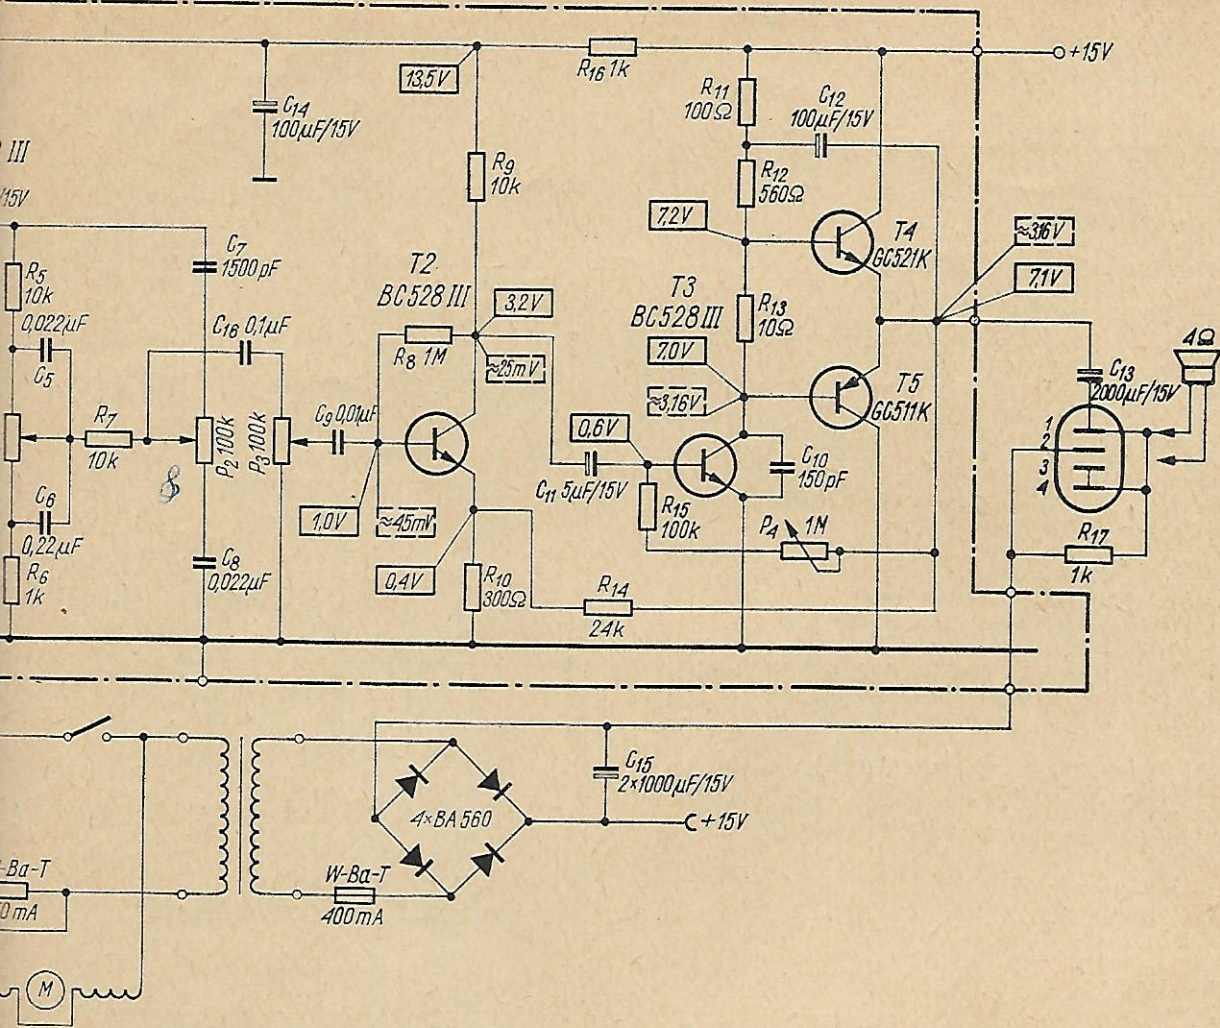 +15V
R16 1k
13,5V
R11
100Ω
C12
100µF/15V
C14
100µF/15V
III
/15V
R9
10k
R12
560Ω
7,2V
T4
GC521K
≈3,16V
7,1V
C7
1500pF
R5
10k
0,022µF
C5
C16 0,1µF
T2
BC528 III
3,2V
R8 1M
≈25mV
T3
BC528 III
R13
10Ω
7,0V
≈3,16V
T5
GC511K
4Ω
C13
2000µF/15V
1
2
3
4
R7
10k
P2 100k
P3 100k
C9 0,01µF
0,6V
C10
150pF
C11 5µF/15V
8
C6
0,22µF
R6
1k
C8
0,022µF
1,0V
≈45mV
0,4V
R10
300Ω
R15
100k
P4 1M
R14
24k
R17
1k
C15
2×1000µF/15V
4×BA560
+15V
-Ba-T
0mA
W-Ba-T
400mA
M